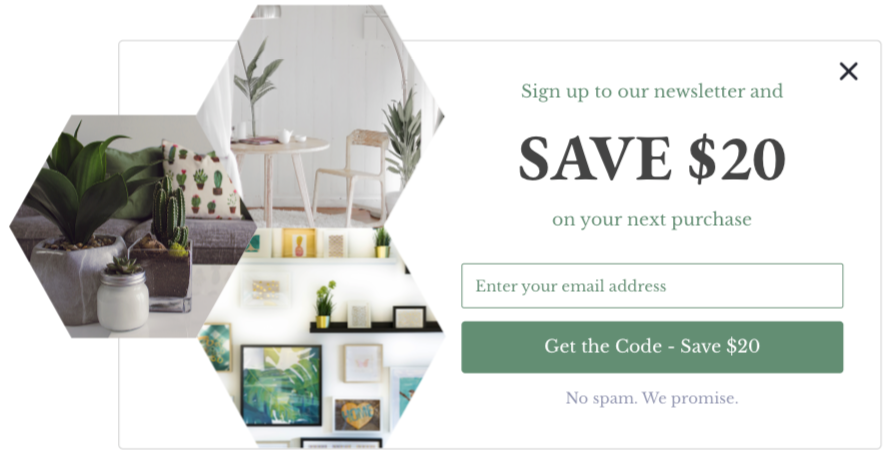 Sign up to our newsletter and
SAVE $20
on your next purchase
Enter your email address
Get the Code - Save $20
No spam. We promise.